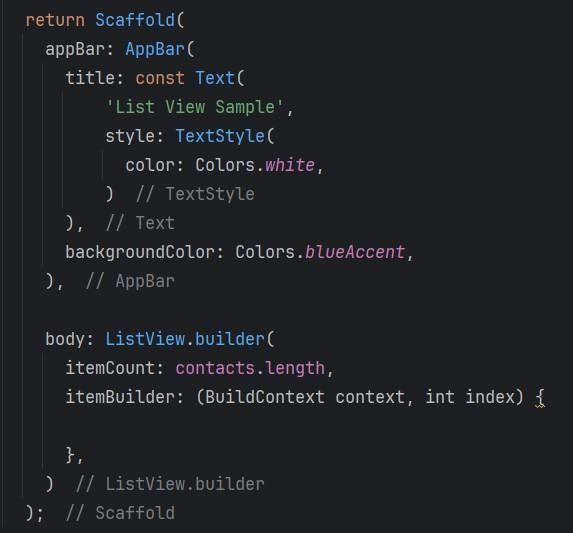 return Scaffold(
  appBar: AppBar(
    title: const Text(
        'List View Sample',
        style: TextStyle(
          color: Colors.white,
        )  // TextStyle
    ),  // Text
    backgroundColor: Colors.blueAccent,
  ),  // AppBar

  body: ListView.builder(
    itemCount: contacts.length,
    itemBuilder: (BuildContext context, int index) {

    },
  )  // ListView.builder
);  // Scaffold